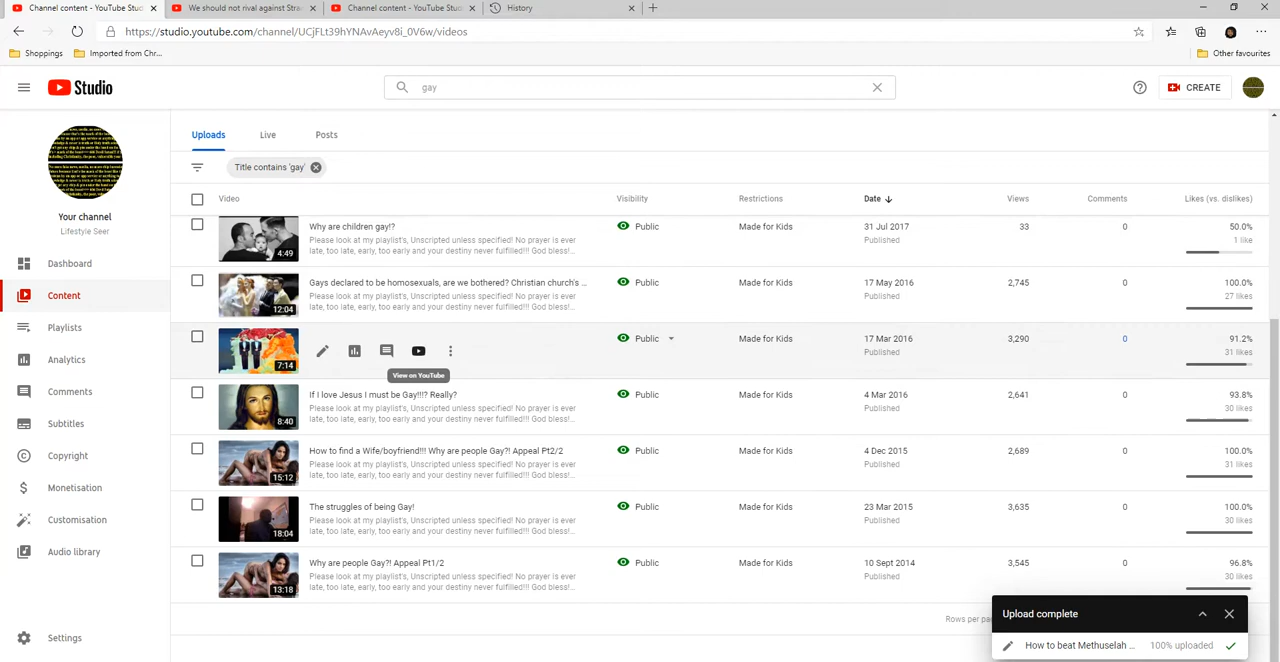 Channel content - YouTube Studi
We should not rival against Stra
Channel content - YouTube Studi
History
https://studio.youtube.com/channel/UCjFLt39hYNAvAeyv8i_0V6w/videos
Shoppings
Imported from Chr...
Other favourites
Studio
gay
CREATE
Your channel
Lifestyle Seer
Dashboard
Content
Playlists
Analytics
Comments
Subtitles
Copyright
Monetisation
Customisation
Audio library
Settings
Uploads Live Posts
Title contains 'gay'
Video Visibility Restrictions Date Views Comments Likes (vs. dislikes)
Why are children gay!? Public Made for Kids 31 Jul 2017 33 0 50.0%
Please look at my playlist's, Unscripted unless specified! No prayer is ever Published 1 like
late, too late, early, too early and your destiny never fulfilled!!! God bless!
4:49
Gays declared to be homosexuals, are we bothered? Christian church's ... Public Made for Kids 17 May 2016 2,745 0 100.0%
Please look at my playlist's, Unscripted unless specified! No prayer is ever Published 27 likes
late, too late, early, too early and your destiny never fulfilled!!! God bless!
12:04
Public Made for Kids 17 Mar 2016 3,290 0 91.2%
Published 31 likes
7:14
View on YouTube
If I love Jesus I must be Gay!!!? Really? Public Made for Kids 4 Mar 2016 2,641 0 93.8%
Please look at my playlist's, Unscripted unless specified! No prayer is ever Published 30 likes
late, too late, early, too early and your destiny never fulfilled!!! God bless!
8:40
How to find a Wife/boyfriend!!! Why are people Gay?! Appeal Pt2/2 Public Made for Kids 4 Dec 2015 2,689 0 100.0%
Please look at my playlist's, Unscripted unless specified! No prayer is ever Published 31 likes
late, too late, early, too early and your destiny never fulfilled!!! God bless!
15:12
The struggles of being Gay! Public Made for Kids 23 Mar 2015 3,635 0 100.0%
Please look at my playlist's, Unscripted unless specified! No prayer is ever Published 30 likes
late, too late, early, too early and your destiny never fulfilled!!! God bless!
18:04
Why are people Gay?! Appeal Pt1/2 Public Made for Kids 10 Sept 2014 3,545 0 96.8%
Please look at my playlist's, Unscripted unless specified! No prayer is ever Published 30 likes
late, too late, early, too early and your destiny never fulfilled!!! God bless!
13:18
Rows per pa
Upload complete
How to beat Methuselah ... 100% uploaded